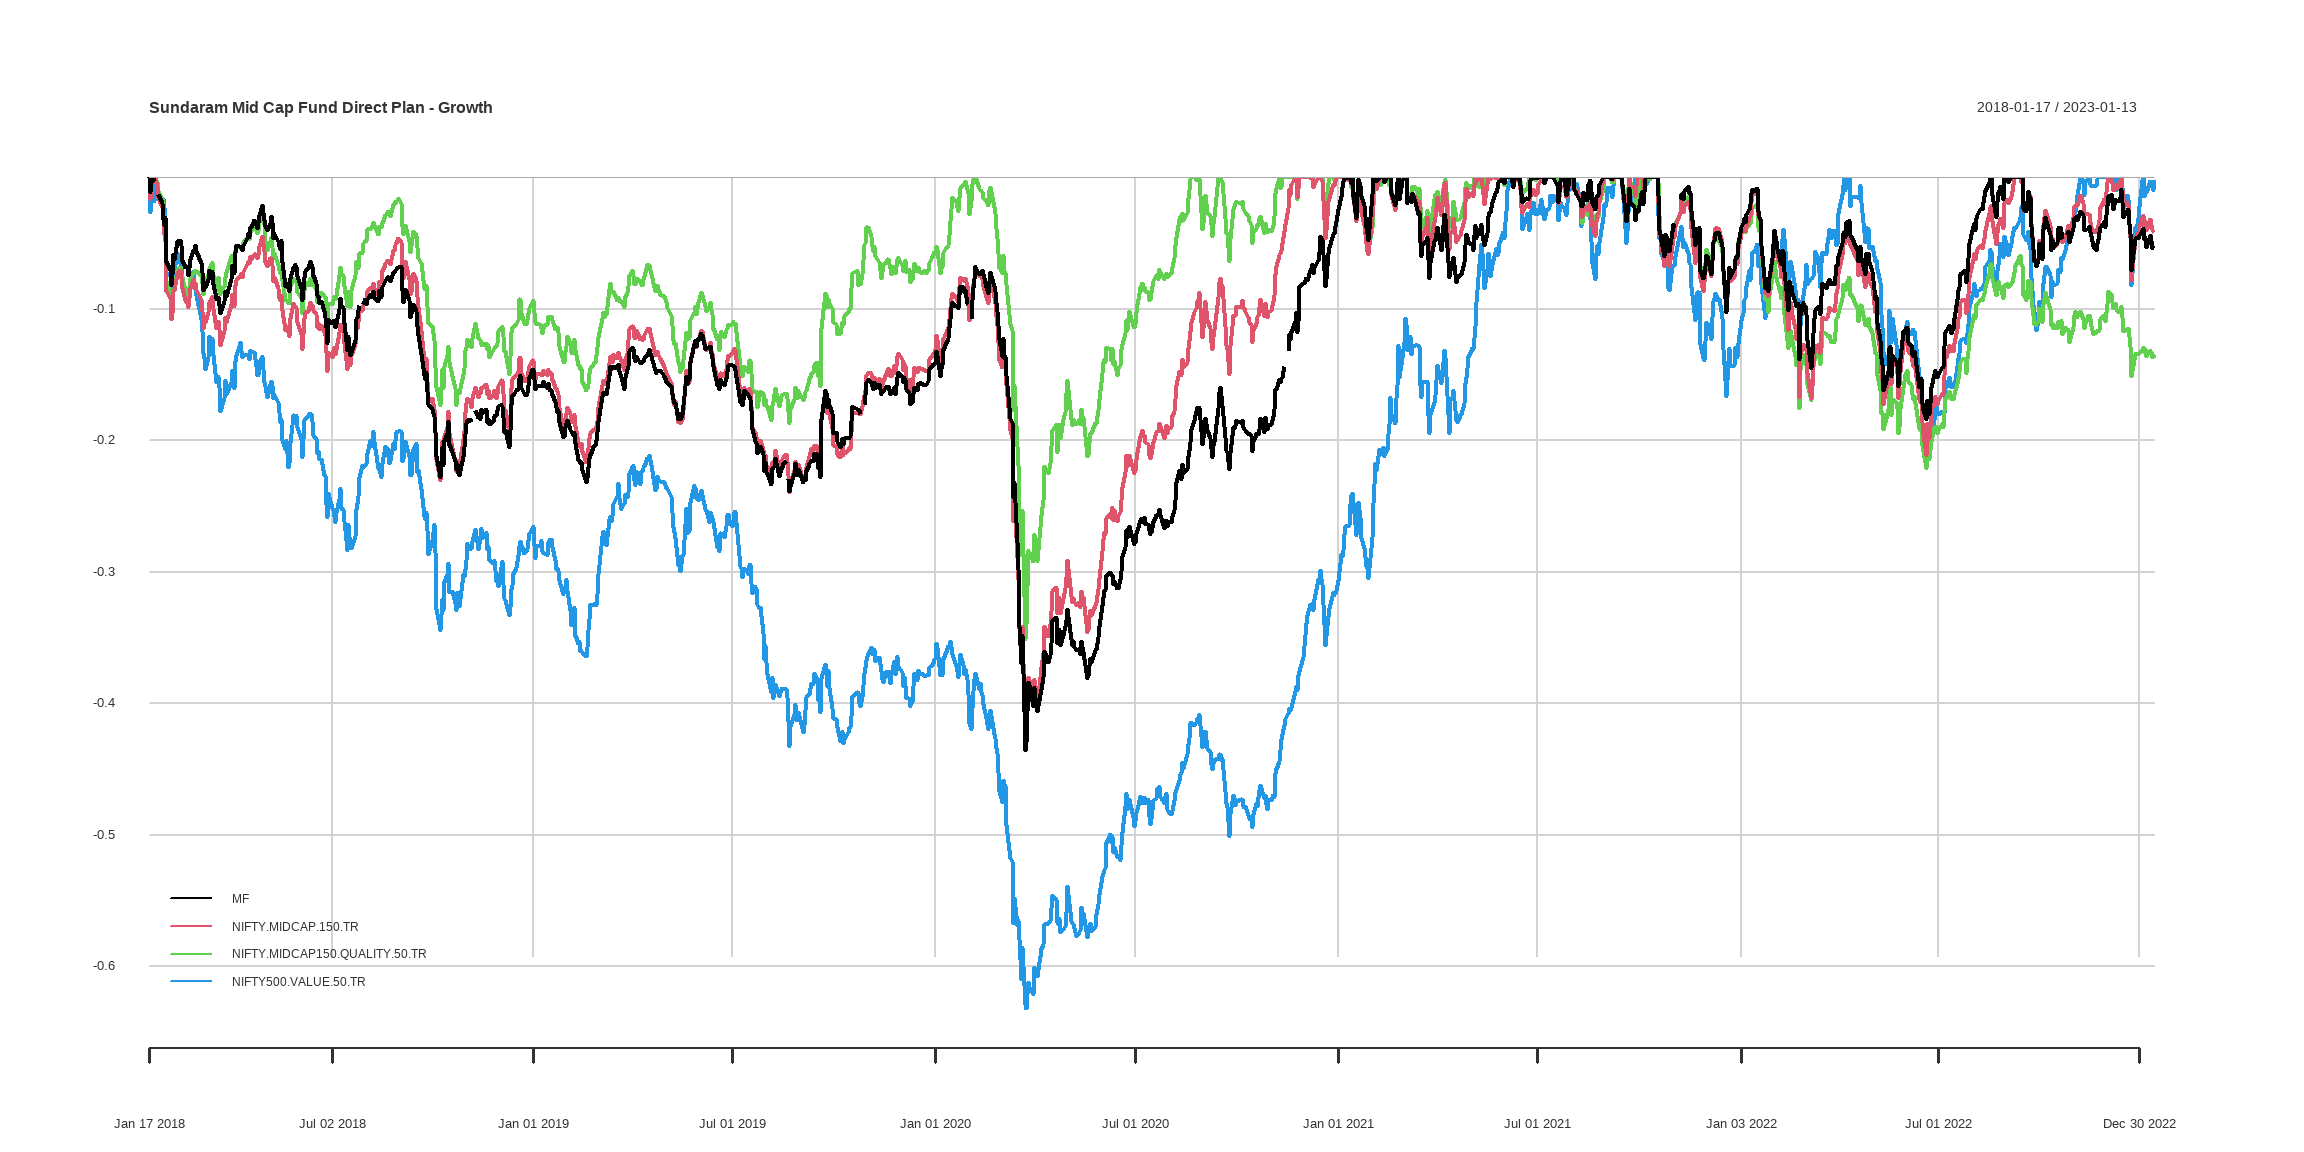 Sundaram Mid Cap Fund Direct Plan - Growth
2018-01-17 / 2023-01-13
-0.1
-0.2
-0.3
-0.4
-0.5
-0.6
MF
NIFTY.MIDCAP.150.TR
NIFTY.MIDCAP150.QUALITY.50.TR
NIFTY500.VALUE.50.TR
Jan 17 2018
Jul 02 2018
Jan 01 2019
Jul 01 2019
Jan 01 2020
Jul 01 2020
Jan 01 2021
Jul 01 2021
Jan 03 2022
Jul 01 2022
Dec 30 2022